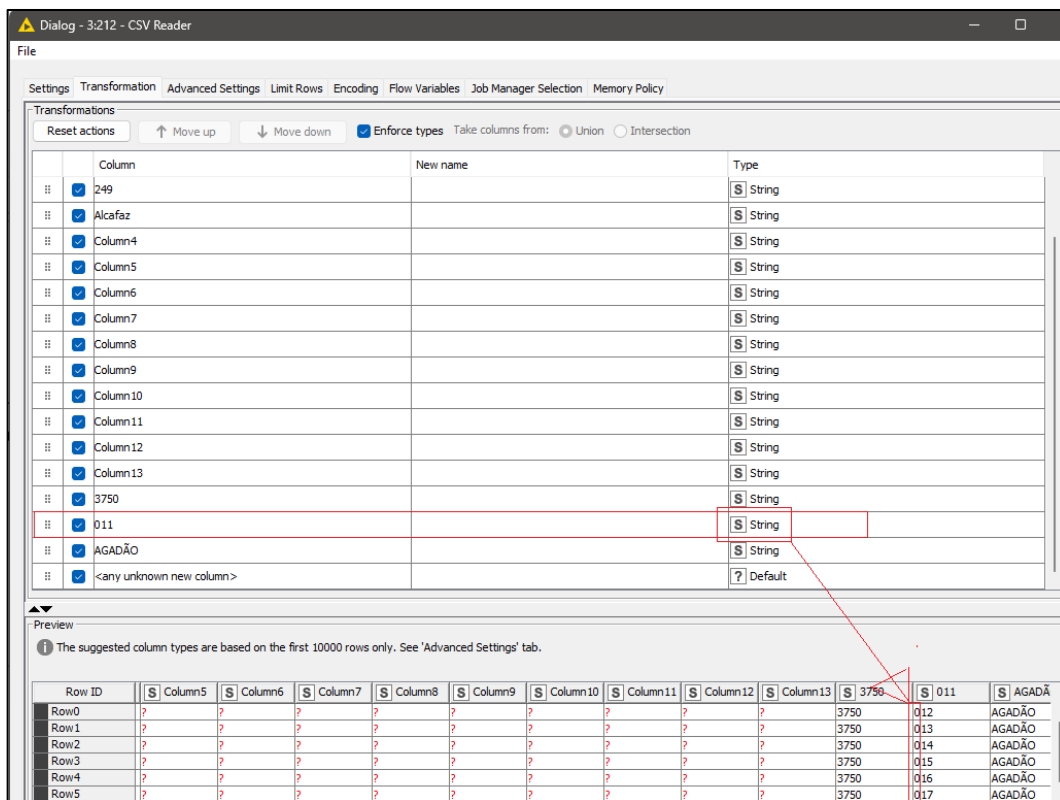 Dialog - 3:212 - CSV Reader
File
Settings Transformation Advanced Settings Limit Rows Encoding Flow Variables Job Manager Selection Memory Policy
Transformations
Reset actions Move up Move down Enforce types Take columns from: Union Intersection
Column New name Type
249 S String
Alcafaz S String
Column4 S String
Column5 S String
Column6 S String
Column7 S String
Column8 S String
Column9 S String
Column10 S String
Column11 S String
Column12 S String
Column13 S String
3750 S String
011 S String
AGADÃO S String
<any unknown new column> ? Default
Preview
i The suggested column types are based on the first 10000 rows only. See 'Advanced Settings' tab.
Row ID S Column5 S Column6 S Column7 S Column8 S Column9 S Column10 S Column11 S Column12 S Column13 S 3750 S 011 S AGADÃ
Row0 ? ? ? ? ? ? ? ? ? 3750 012 AGADÃO
Row1 ? ? ? ? ? ? ? ? ? 3750 013 AGADÃO
Row2 ? ? ? ? ? ? ? ? ? 3750 014 AGADÃO
Row3 ? ? ? ? ? ? ? ? ? 3750 015 AGADÃO
Row4 ? ? ? ? ? ? ? ? ? 3750 016 AGADÃO
Row5 ? ? ? ? ? ? ? ? ? 3750 017 AGADÃO